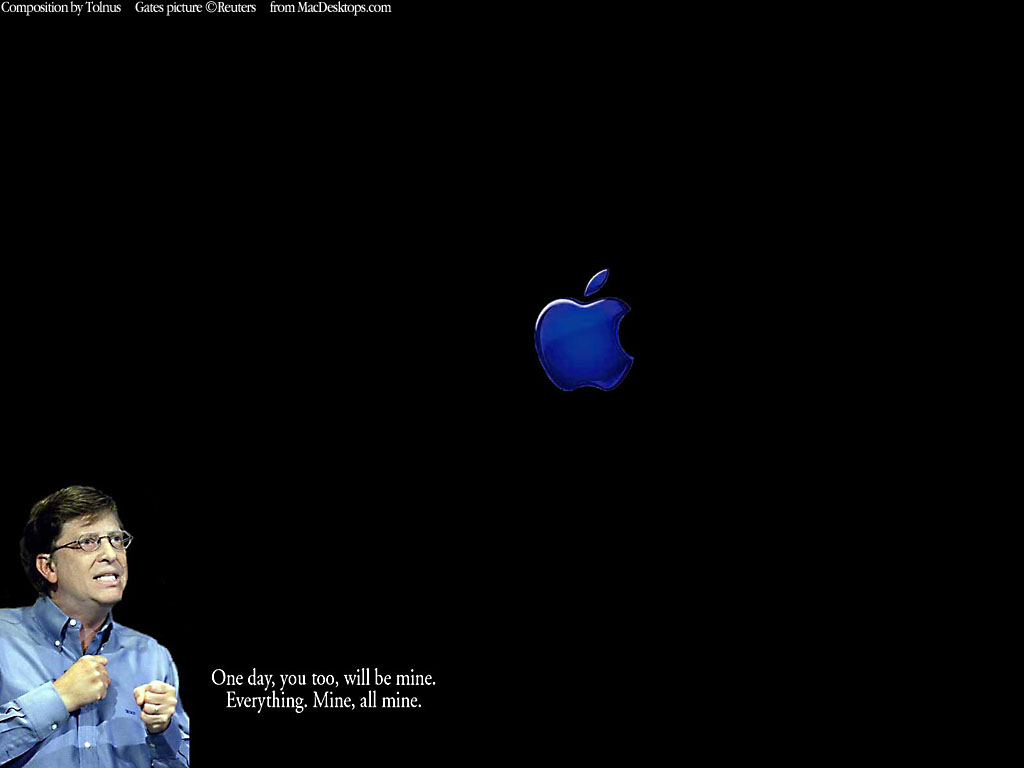 Composition by Tolnus Gates picture ©Reuters from MacDesktops.com
One day, you too, will be mine.
Everything. Mine, all mine.